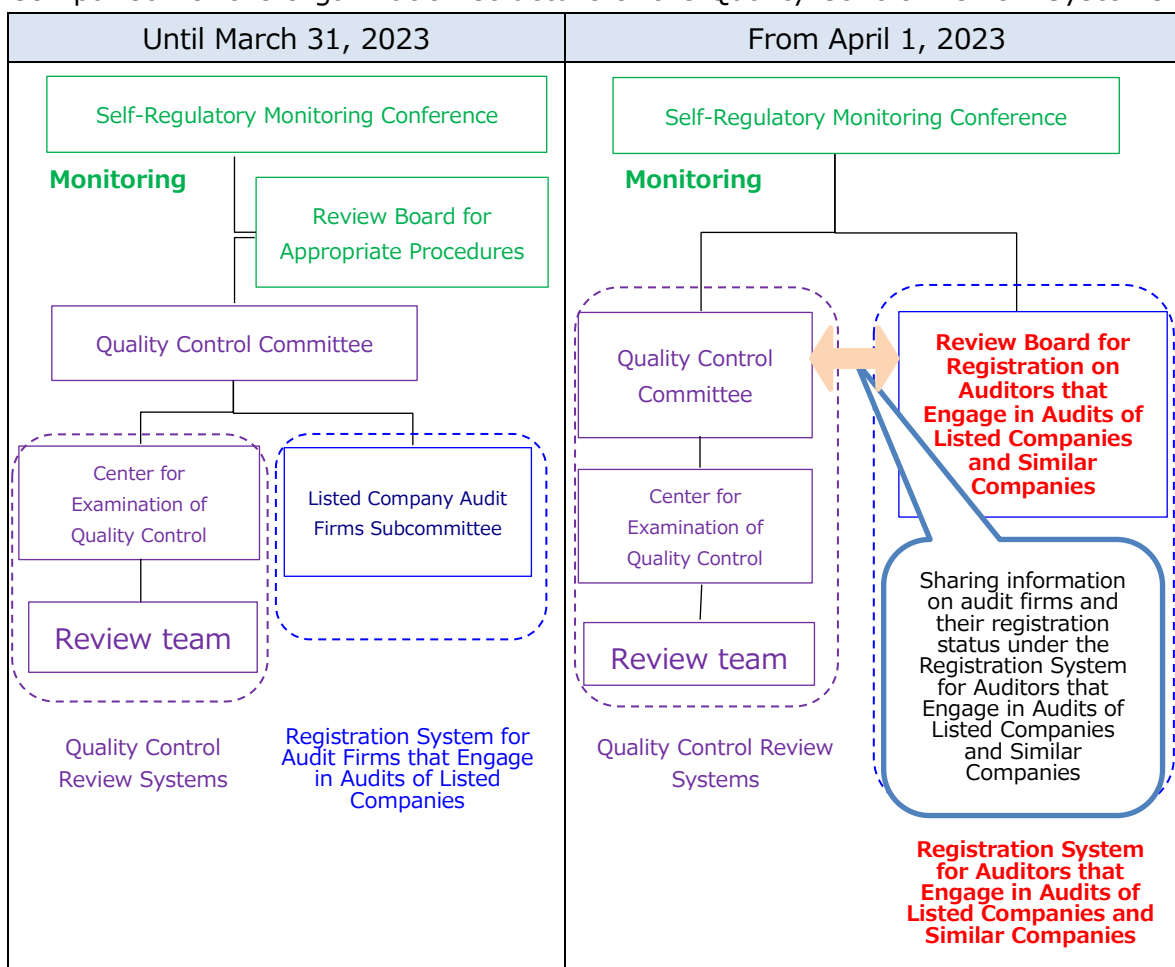 Until March 31, 2023
From April 1, 2023
Self-Regulatory Monitoring Conference
Monitoring
Review Board for
Appropriate Procedures
Quality Control Committee
Center for
Examination of
Quality Control
Listed Company Audit
Firms Subcommittee
Review team
Quality Control
Review Systems
Registration System for
Audit Firms that Engage
in Audits of Listed
Companies
Self-Regulatory Monitoring Conference
Monitoring
Quality Control
Committee
Review Board for
Registration on
Auditors that
Engage in Audits of
Listed Companies
and Similar
Companies
Center for
Examination of
Quality Control
Review team
Sharing information
on audit firms and
their registration
status under the
Registration System
for Auditors that
Engage in Audits of
Listed Companies
and Similar
Companies
Quality Control Review
Systems
Registration System
for Auditors that
Engage in Audits of
Listed Companies and
Similar Companies